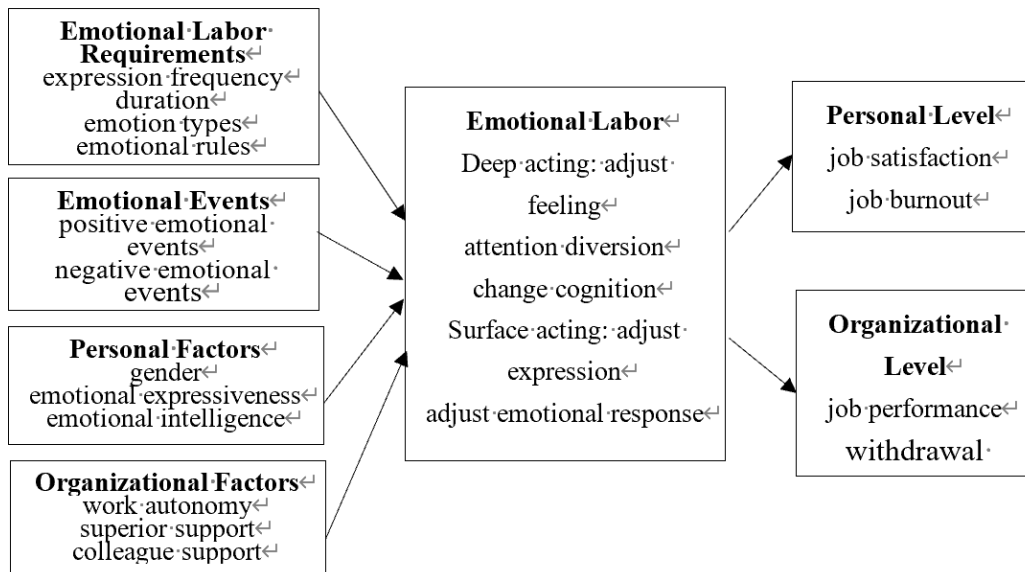 Emotional Labor
Requirements
expression frequency
duration
emotion types
emotional rules
Emotional Events
positive emotional
events
negative emotional
events
Personal Factors
gender
emotional expressiveness
emotional intelligence
Organizational Factors
work autonomy
superior support
colleague support
Emotional Labor
Deep acting: adjust
feeling
attention diversion
change cognition
Surface acting: adjust
expression
adjust emotional response
Personal Level
job satisfaction
job burnout
Organizational
Level
job performance
withdrawal